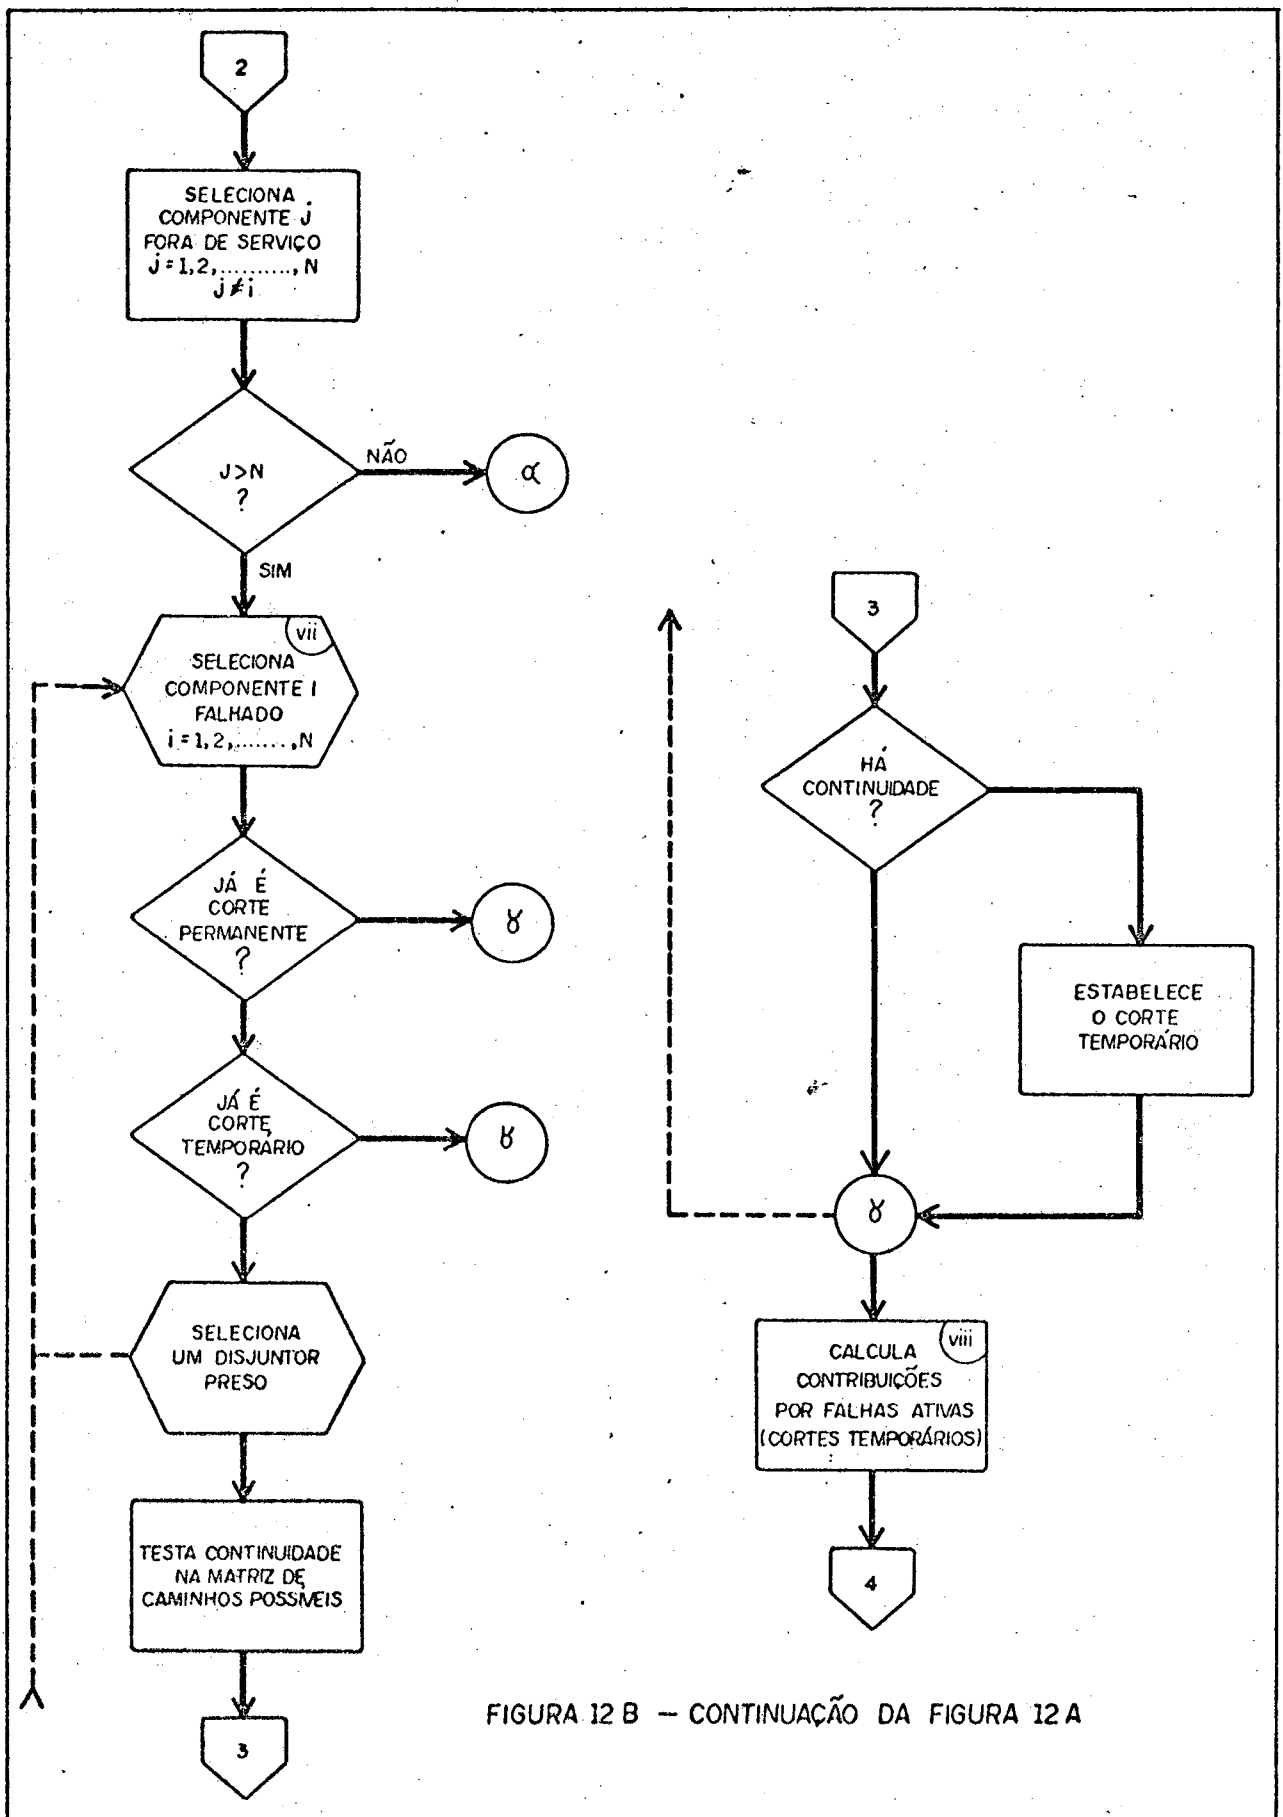 2
SELECIONA
COMPONENTE j
FORA DE SERVIÇO
j = 1,2,.........., N
j ≠ i
J>N
?
NÃO
α
SIM
vii
SELECIONA
COMPONENTE I
FALHADO
i = 1,2,.......,N
JÁ É
CORTE
PERMANENTE
?
γ
JÁ É
CORTE
TEMPORÁRIO
?
γ
SELECIONA
UM DISJUNTOR
PRESO
TESTA CONTINUIDADE
NA MATRIZ DE
CAMINHOS POSSÍVEIS
3
3
HÁ
CONTINUIDADE
?
ESTABELECE
O CORTE
TEMPORÁRIO
γ
viii
CALCULA
CONTRIBUIÇÕES
POR FALHAS ATIVAS
(CORTES TEMPORÁRIOS)
4
FIGURA 12 B — CONTINUAÇÃO DA FIGURA 12 A